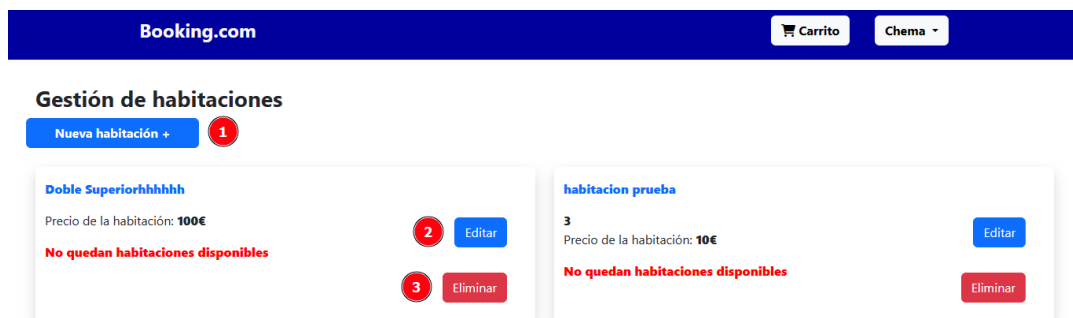 Booking.com
Carrito
Chema
Gestión de habitaciones
Nueva habitación +
1
Doble Superiorhhhhhh
Precio de la habitación: 100€
2
Editar
No quedan habitaciones disponibles
3
Eliminar
habitacion prueba
3
Precio de la habitación: 10€
Editar
No quedan habitaciones disponibles
Eliminar